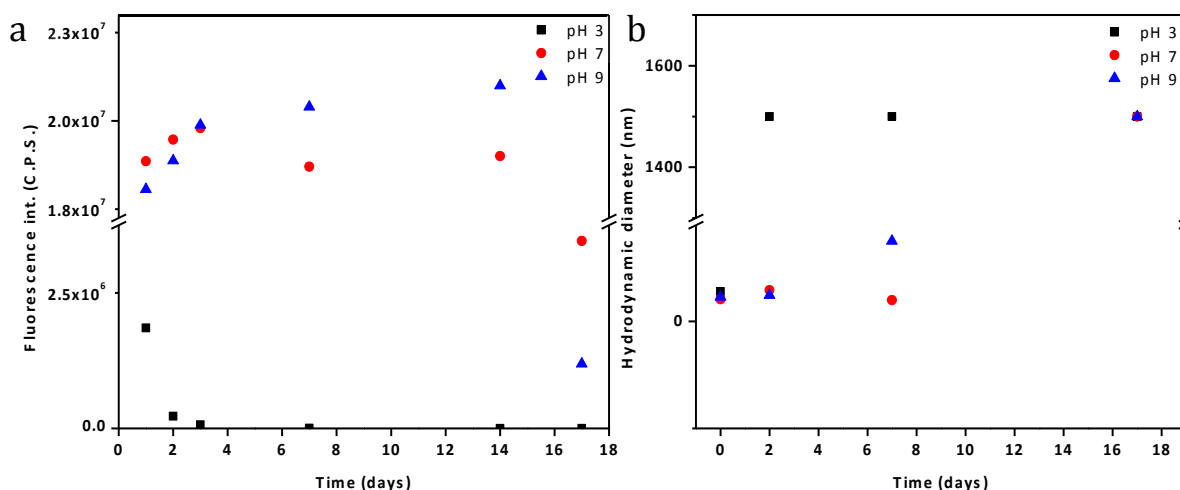 a
2.3x10⁷
2.0x10⁷
1.8x10⁷
2.5x10⁶
0.0
Fluorescence int. (C.P.S.)
pH 3
pH 7
pH 9
0 2 4 6 8 10 12 14 16 18
Time (days)
b
1600
1400
0
Hydrodynamic diameter (nm)
pH 3
pH 7
pH 9
0 2 4 6 8 10 12 14 16 18
Time (days)